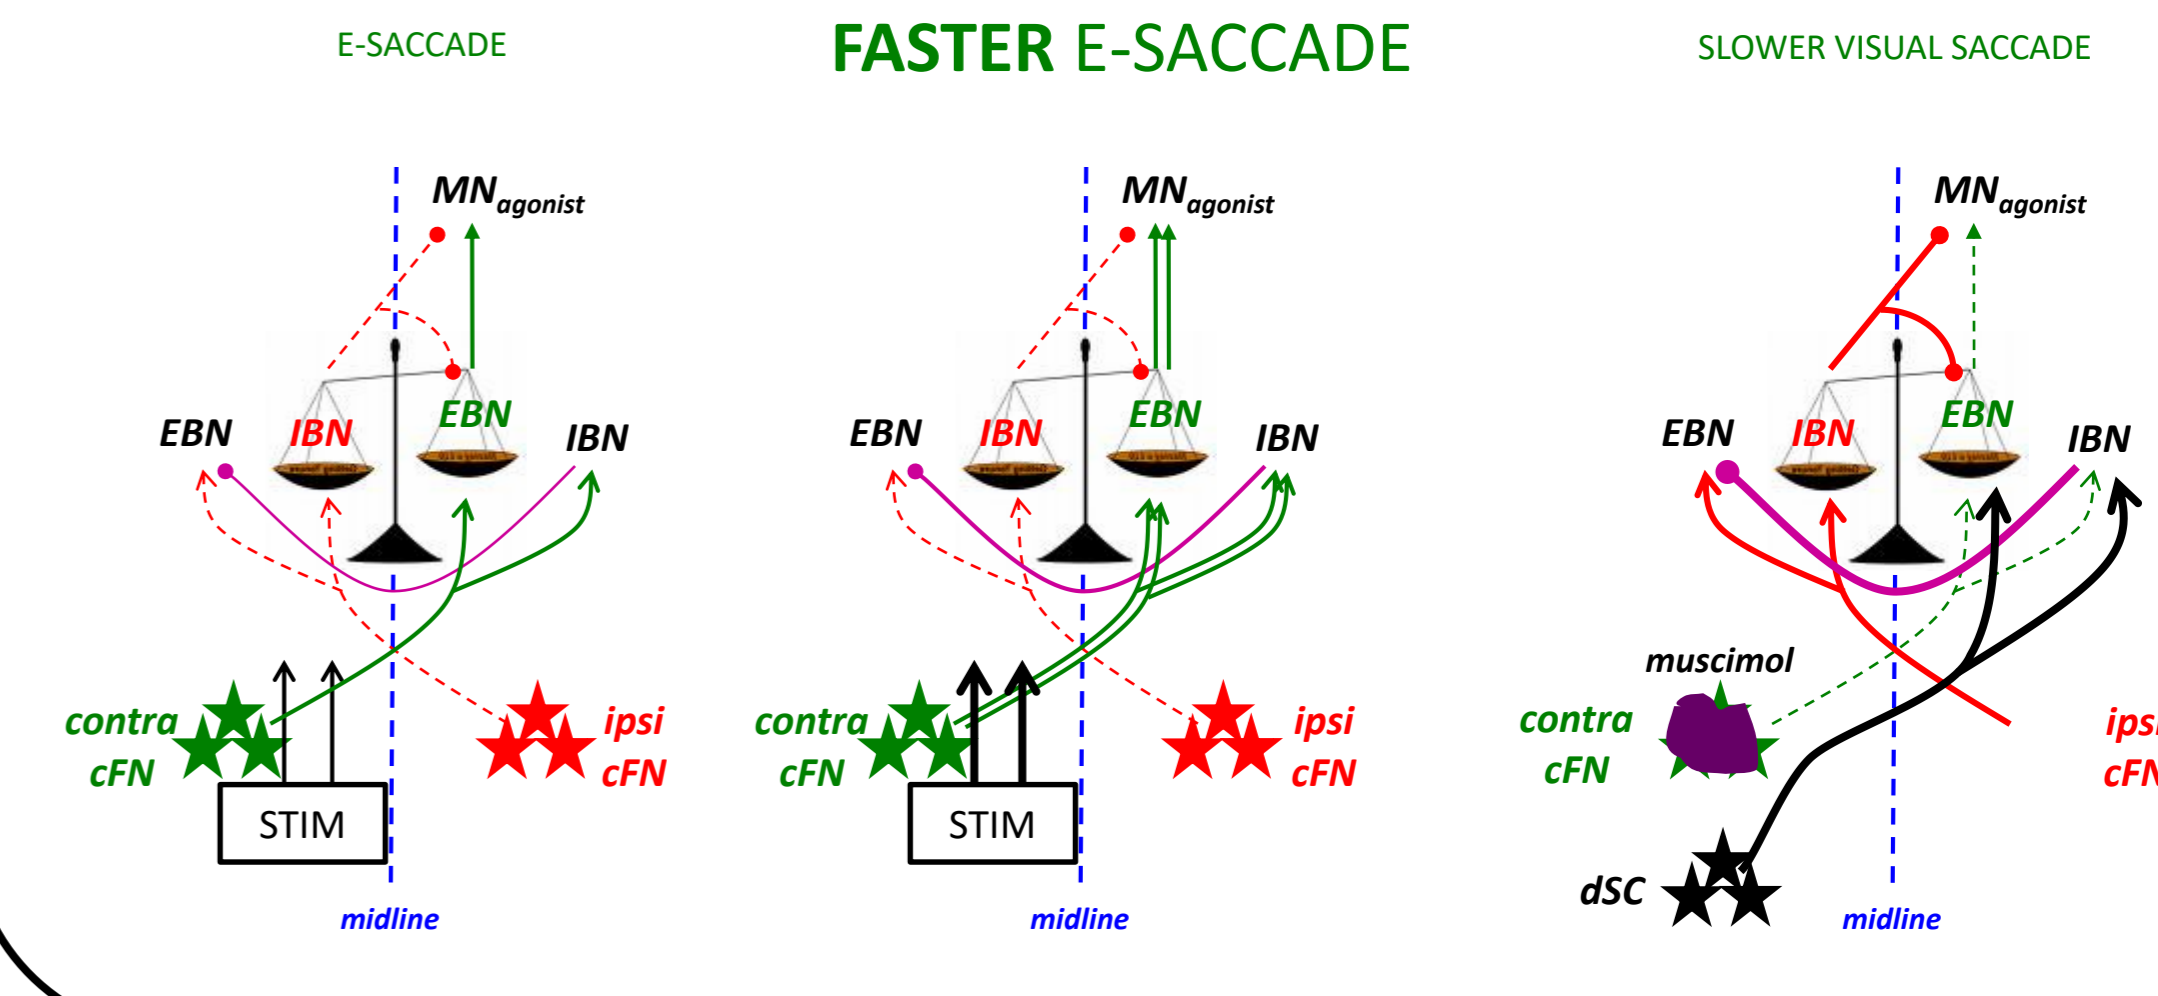 E-SACCADE
MNagonist
EBN
IBN
EBN
IBN
contra
cFN
ipsi
cFN
STIM
midline
FASTER E-SACCADE
MNagonist
EBN
IBN
EBN
IBN
contra
cFN
ipsi
cFN
STIM
midline
SLOWER VISUAL SACCADE
MNagonist
EBN
IBN
EBN
IBN
muscimol
contra
cFN
ipsi
cFN
dSC
midline